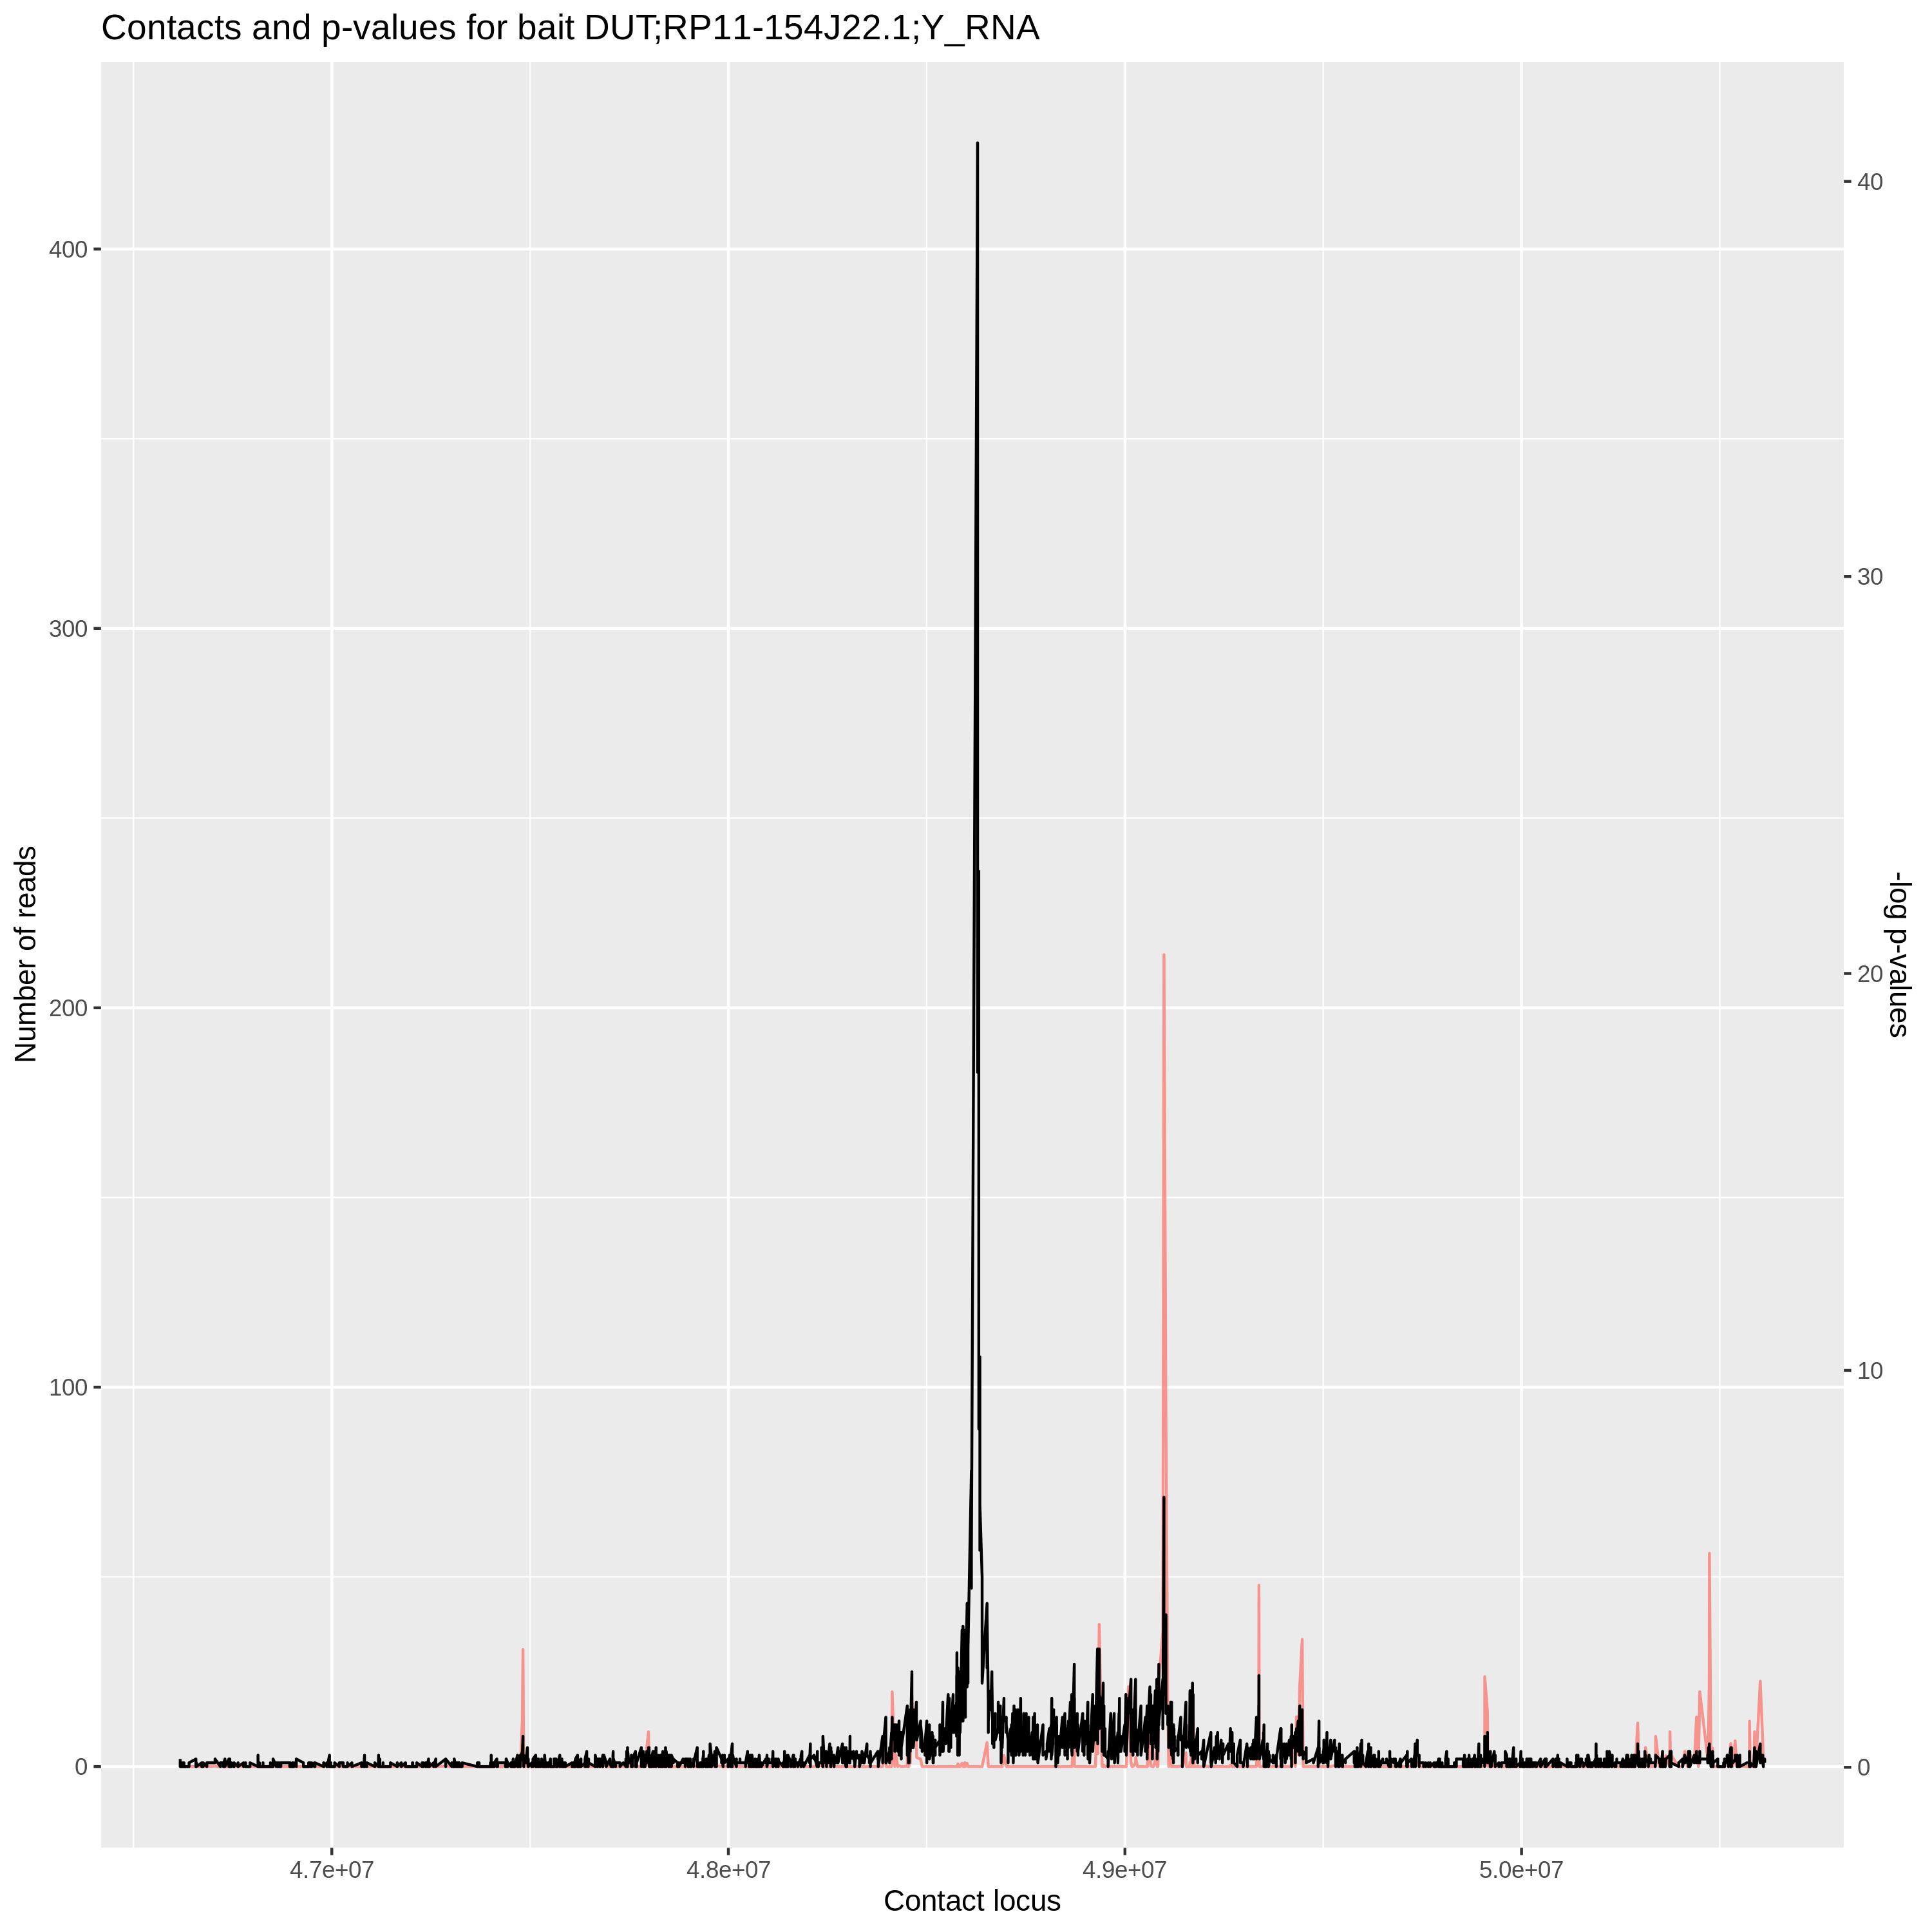 Contacts and p-values for bait DUT;RP11-154J22.1;Y_RNA
400
300
200
100
0
Number of reads
40
30
20
10
0
-log p-values
4.7e+07
4.8e+07
4.9e+07
5.0e+07
Contact locus